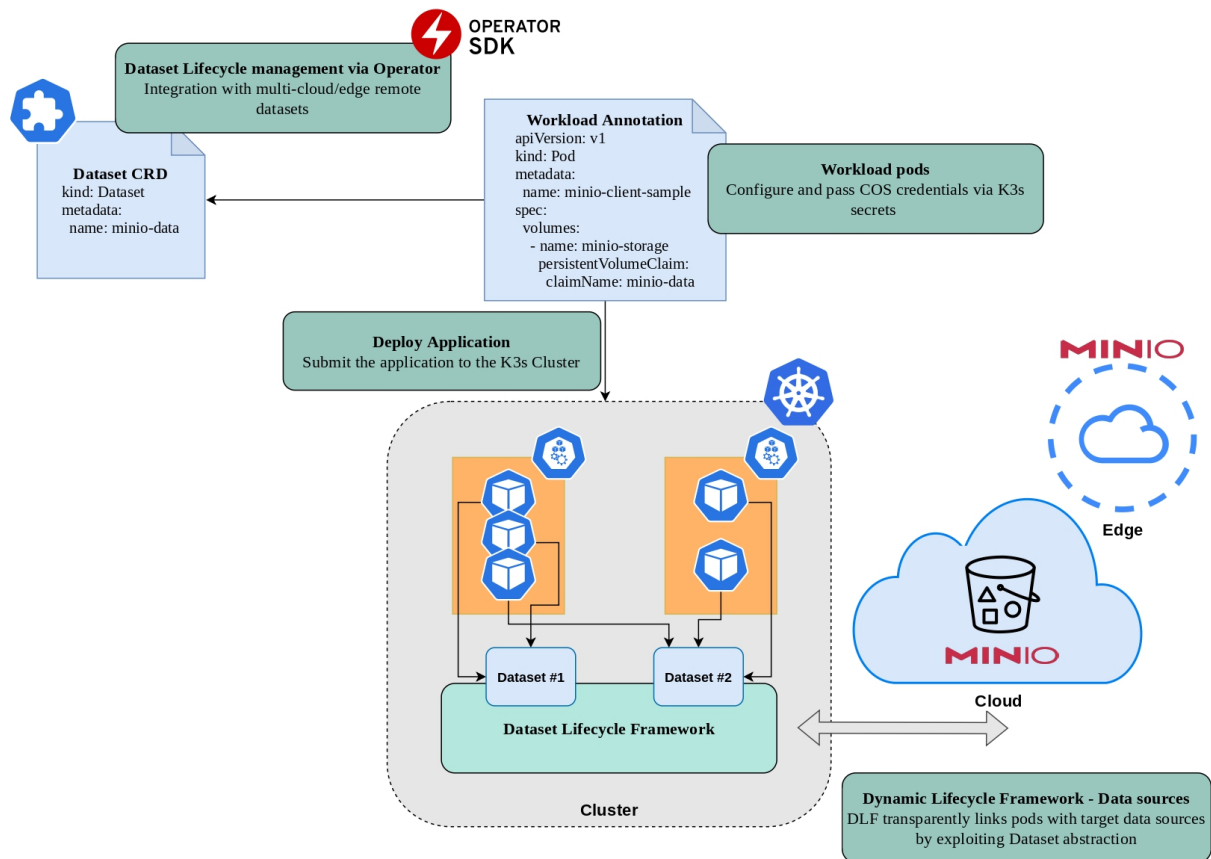 OPERATOR
SDK
Dataset Lifecycle management via Operator
Integration with multi-cloud/edge remote
datasets
Dataset CRD
kind: Dataset
metadata:
name: minio-data
Workload Annotation
apiVersion: v1
kind: Pod
metadata:
name: minio-client-sample
spec:
volumes:
- name: minio-storage
persistentVolumeClaim:
claimName: minio-data
Workload pods
Configure and pass COS credentials via K3s
secrets
Deploy Application
Submit the application to the K3s Cluster
MINIO
Edge
MINIO
Cloud
Dataset #1
Dataset #2
Dataset Lifecycle Framework
Cluster
Dynamic Lifecycle Framework - Data sources
DLF transparently links pods with target data sources
by exploiting Dataset abstraction